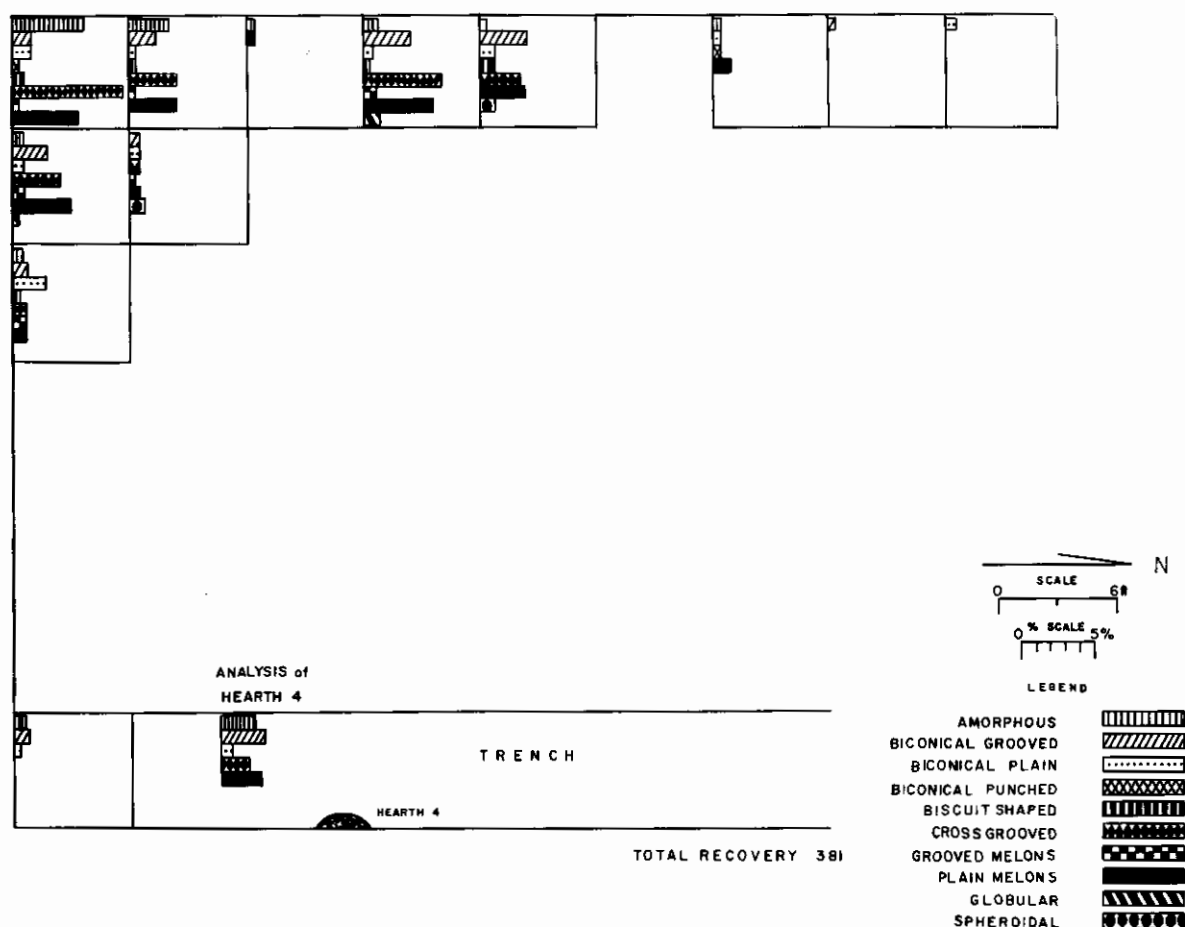 N
SCALE
0 6ft
% SCALE
0 5%
LEGEND
ANALYSIS of
HEARTH 4
TRENCH
HEARTH 4
TOTAL RECOVERY 381
AMORPHOUS
BICONICAL GROOVED
BICONICAL PLAIN
BICONICAL PUNCHED
BISCUIT SHAPED
CROSS GROOVED
GROOVED MELONS
PLAIN MELONS
GLOBULAR
SPHEROIDAL